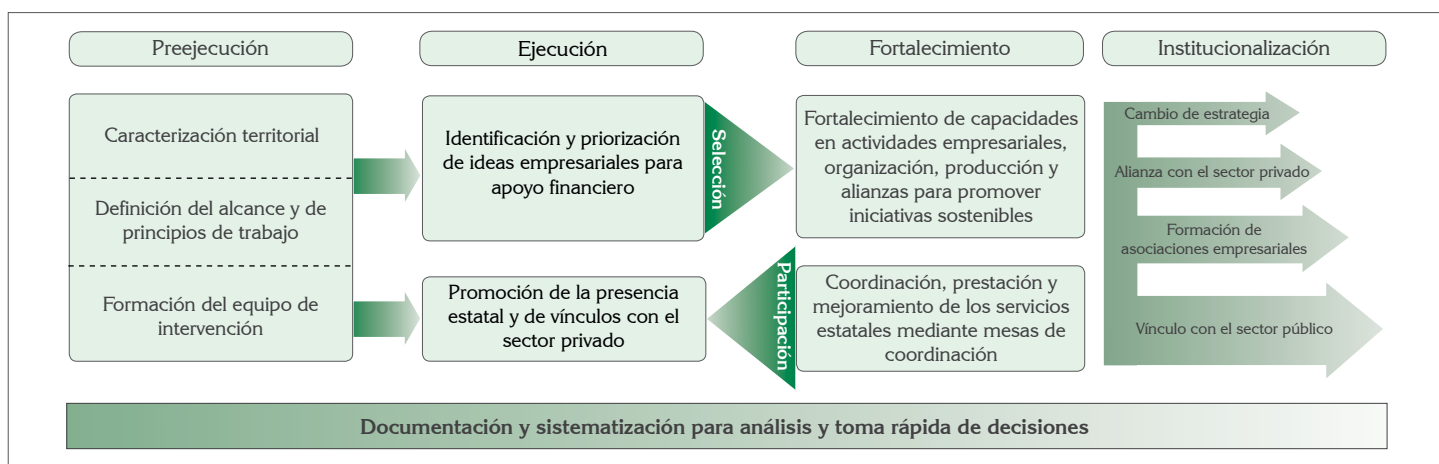 Preejecución
Ejecución
Fortalecimiento
Institucionalización
Caracterización territorial
Definición del alcance y de
principios de trabajo
Formación del equipo de
intervención
Identificación y priorización
de ideas empresariales para
apoyo financiero
Selección
Promoción de la presencia
estatal y de vínculos con el
sector privado
Participación
Fortalecimiento de capacidades
en actividades empresariales,
organización, producción y
alianzas para promover
iniciativas sostenibles
Coordinación, prestación y
mejoramiento de los servicios
estatales mediante mesas de
coordinación
Cambio de estrategia
Alianza con el sector privado
Formación de
asociaciones empresariales
Vínculo con el sector público
Documentación y sistematización para análisis y toma rápida de decisiones